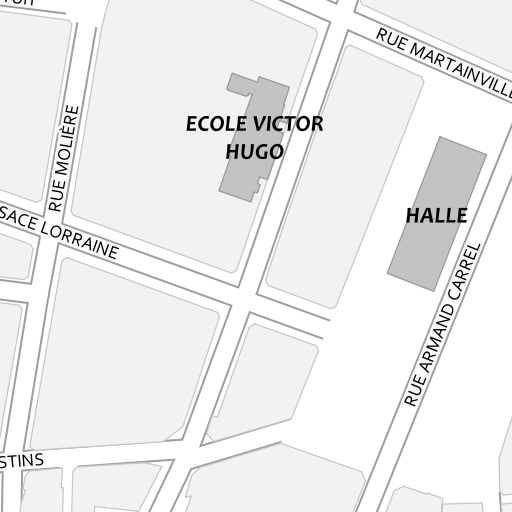 RUE MARTAINVILLE
ECOLE VICTOR
HUGO
RUE MOLIÈRE
HALLE
SACE LORRAINE
RUE ARMAND CARREL
STINS